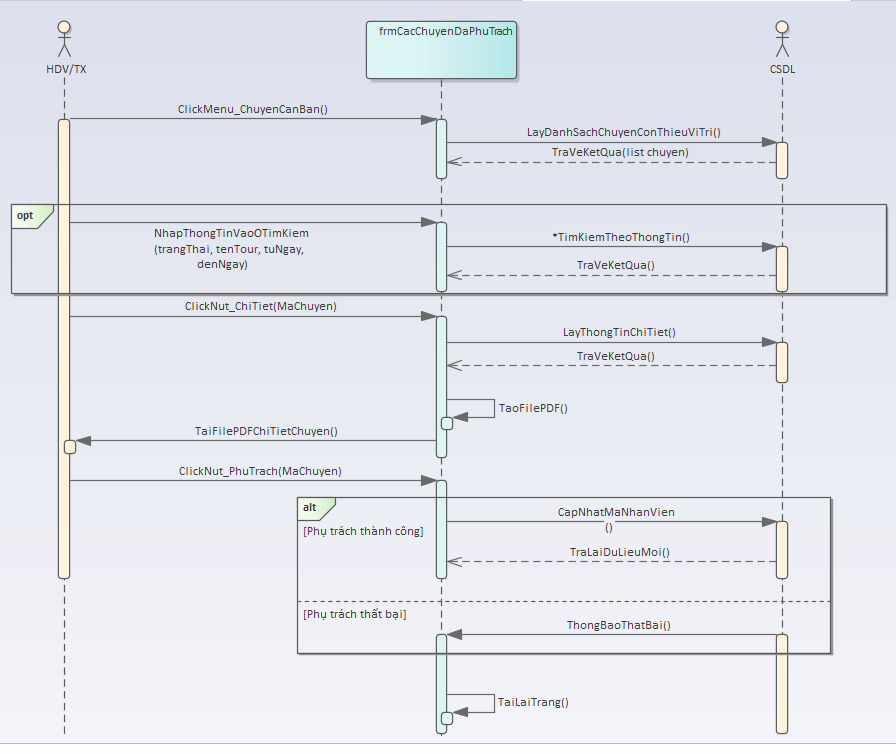 frmCacChuyenDaPhuTrach
HDV/TX
CSDL
ClickMenu_ChuyenCanBan()
LayDanhSachChuyenConThieuViTri()
TraVeKetQua(list chuyen)
opt
NhapThongTinVaoOTimKiem
(trangThai, tenTour, tuNgay,
denNgay)
*TimKiemTheoThongTin()
TraVeKetQua()
ClickNut_ChiTiet(MaChuyen)
LayThongTinChiTiet()
TraVeKetQua()
TaoFilePDF()
TaiFilePDFChiTietChuyen()
ClickNut_PhuTrach(MaChuyen)
alt
CapNhatMaNhanVien
()
[Phụ trách thành công]
TraLaiDuLieuMoi()
[Phụ trách thất bại]
ThongBaoThatBai()
TaiLaiTrang()